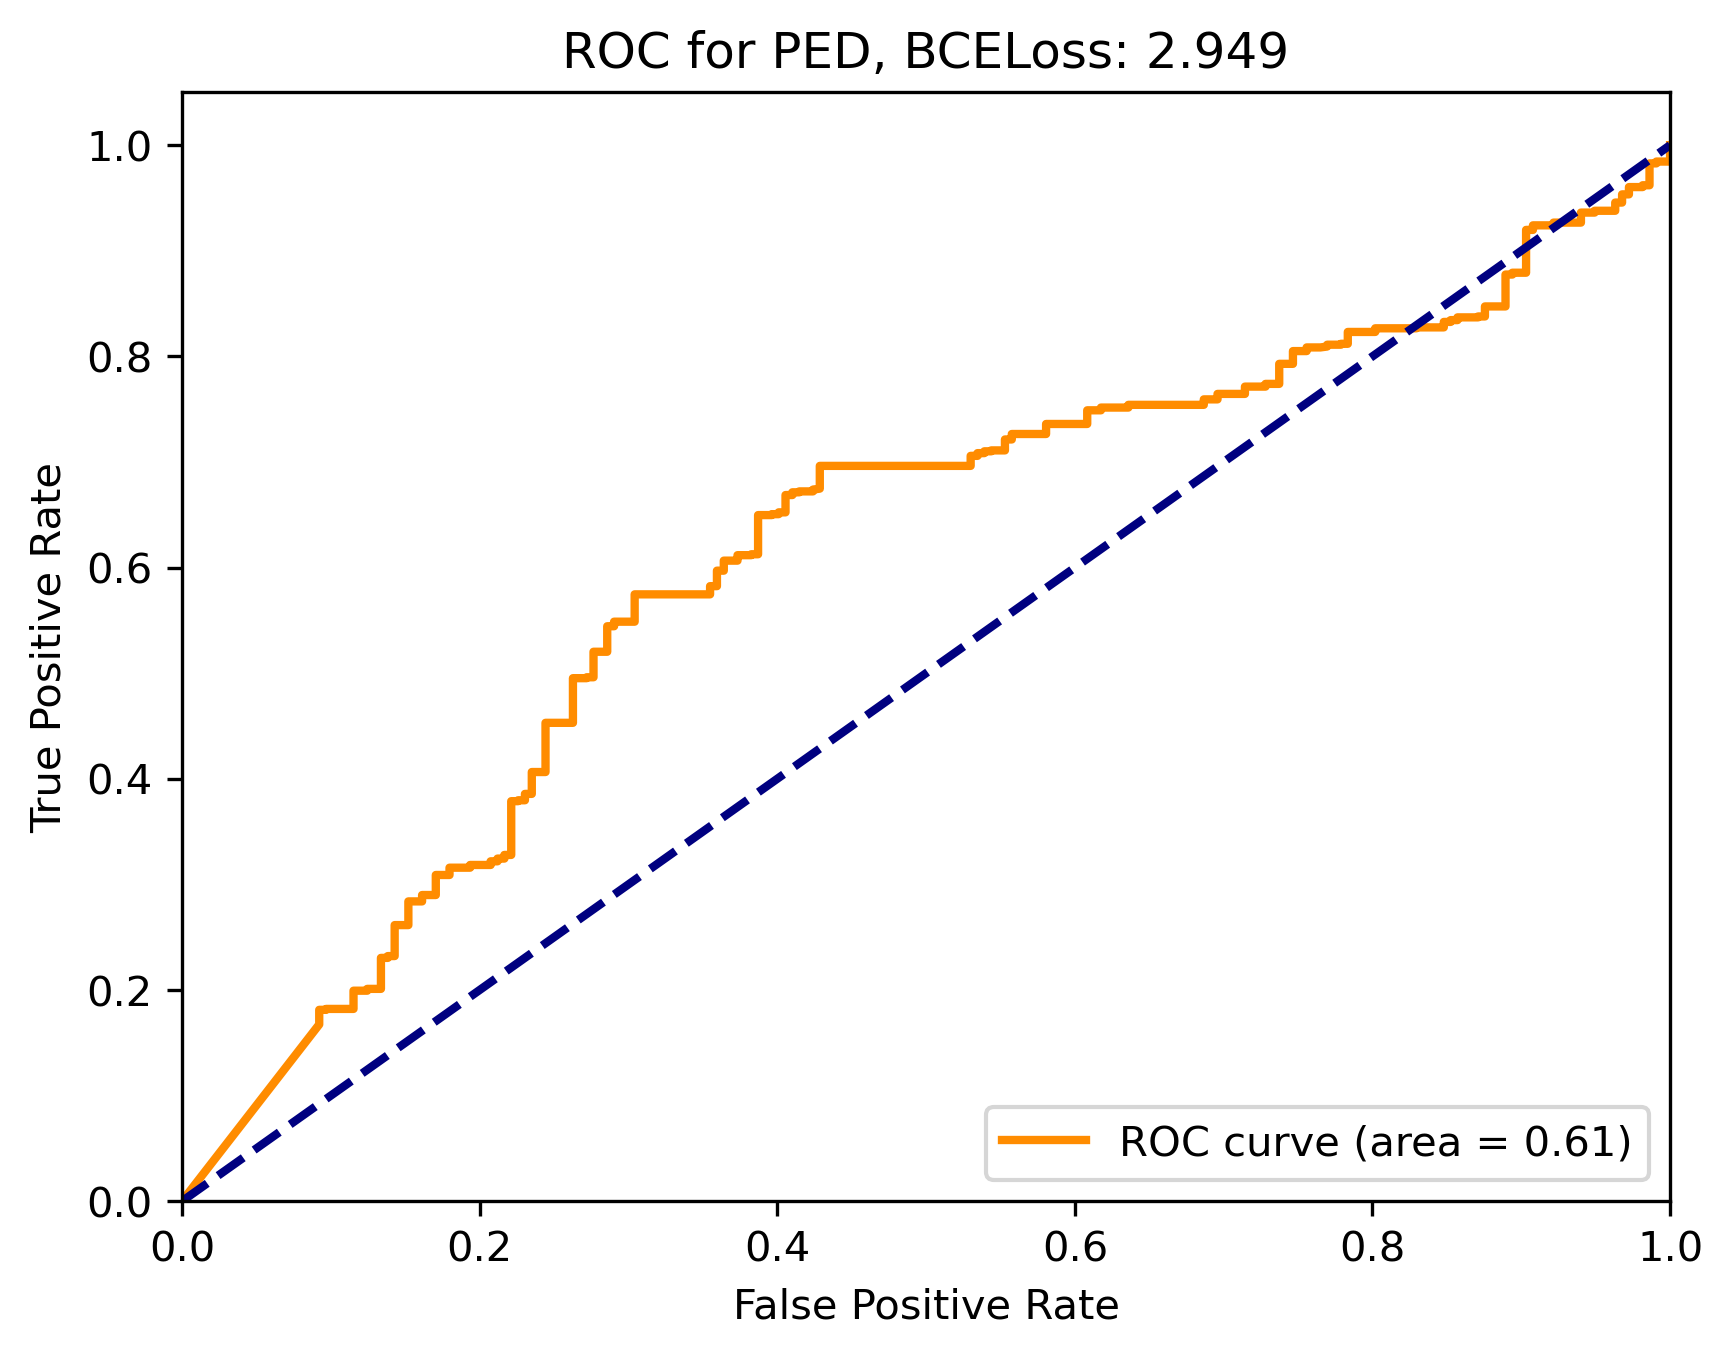 ROC for PED, BCELoss: 2.949
True Positive Rate
1.0
0.8
0.6
0.4
0.2
0.0
0.0 0.2 0.4 0.6 0.8 1.0
False Positive Rate
ROC curve (area = 0.61)